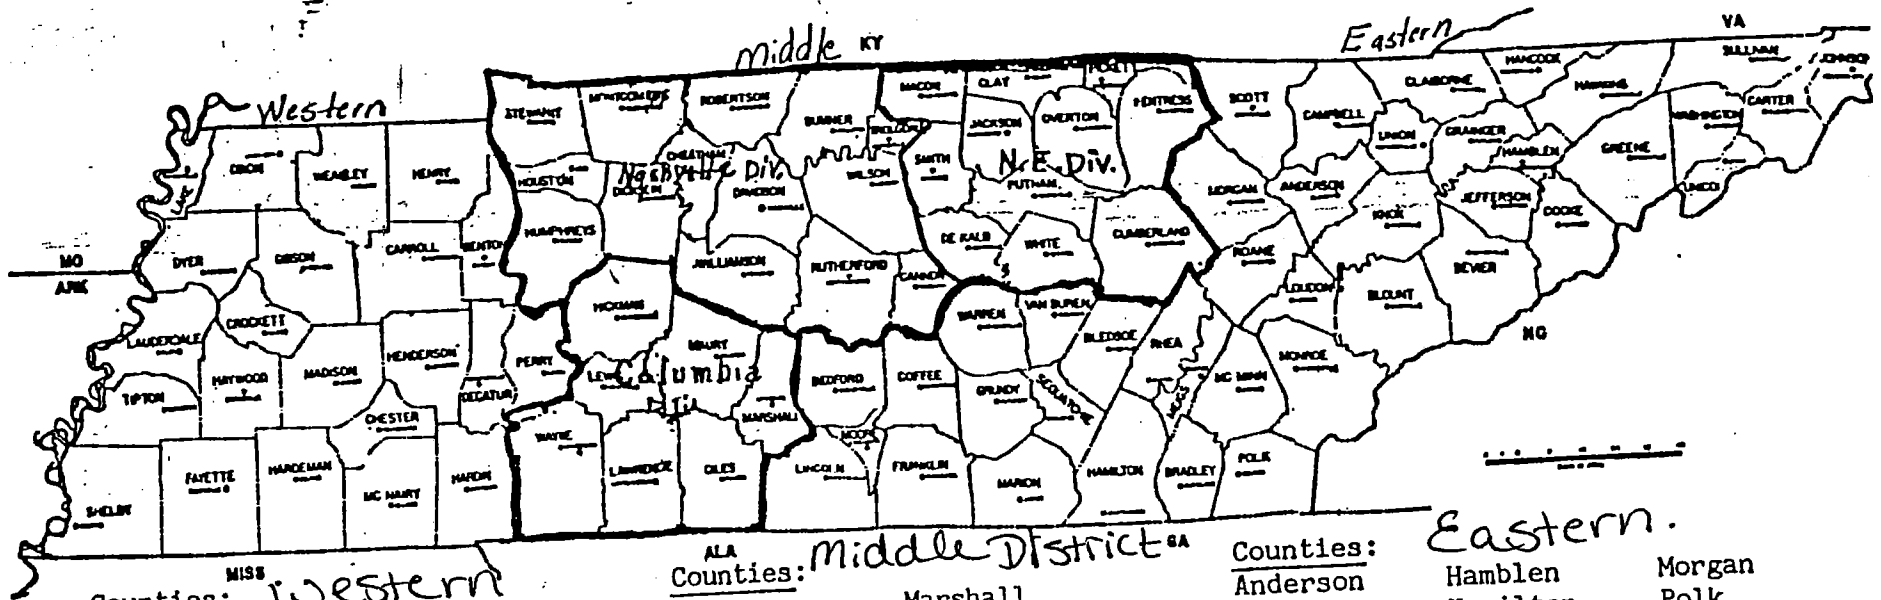 Middle KY
Eastern
VA
Western
STEWART
MONTGOMERY
ROBERTSON
SUMNER
MACON
CLAY
PICKETT
FENTRESS
SCOTT
CAMPBELL
CLAIBORNE
HANCOCK
HAWKINS
SULLIVAN
JOHNSON
LAKE
OBION
WEAKLEY
HENRY
HOUSTON
DICKSON
CHEATHAM
Nashville Div.
DAVIDSON
TROUSDALE
WILSON
SMITH
JACKSON
OVERTON
N.E. Div.
PUTNAM
MORGAN
ANDERSON
UNION
GRAINGER
HAMBLEN
GREENE
WASHINGTON
CARTER
UNICOI
KNOX
JEFFERSON
COCKE
MO
ARK
DYER
GIBSON
CARROLL
BENTON
HUMPHREYS
WILLIAMSON
RUTHERFORD
CANNON
DE KALB
WHITE
CUMBERLAND
ROANE
LOUDON
BLOUNT
SEVIER
NC
LAUDERDALE
CROCKETT
HICKMAN
WARREN
VAN BUREN
BLEDSOE
RHEA
TIPTON
HAYWOOD
MADISON
HENDERSON
DECATUR
PERRY
LEWIS
MAURY
Columbia
BEDFORD
COFFEE
GRUNDY
SEQUATCHIE
MEIGS
MC MINN
MONROE
CHESTER
MARSHALL
MOORE
SHELBY
FAYETTE
HARDEMAN
MC NAIRY
HARDIN
WAYNE
LAWRENCE
GILES
LINCOLN
FRANKLIN
MARION
HAMILTON
BRADLEY
POLK
MISS
ALA
GA
Counties: Western
Counties: Middle District
Counties: Eastern.
Marshall
Anderson
Hamblen
Morgan
Hamilton
Polk